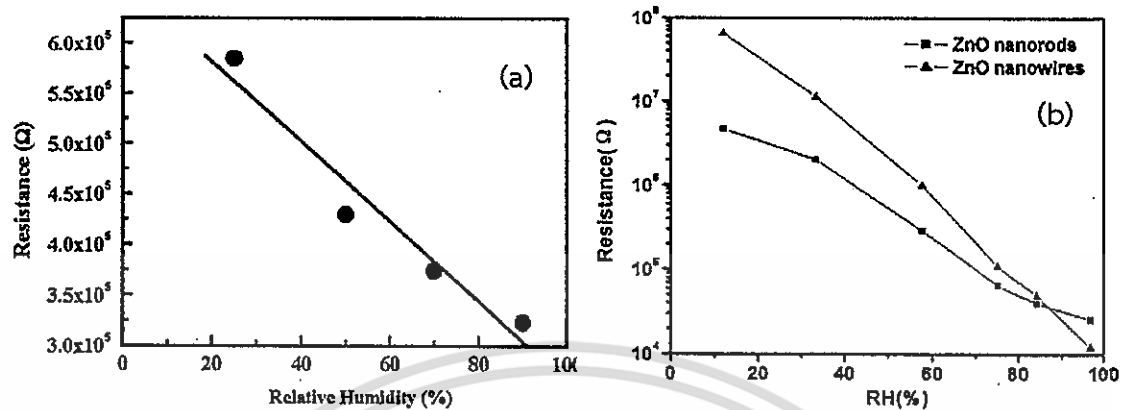 6.0x10⁵
5.5x10⁵
5.0x10⁵
4.5x10⁵
4.0x10⁵
3.5x10⁵
3.0x10⁵
Resistance (Ω)
0 20 40 60 80 100
Relative Humidity (%)
(a)
10⁸
10⁷
10⁶
10⁵
10⁴
Resistance( Ω)
ZnO nanorods
ZnO nanowires
(b)
0 20 40 60 80 100
RH(%)